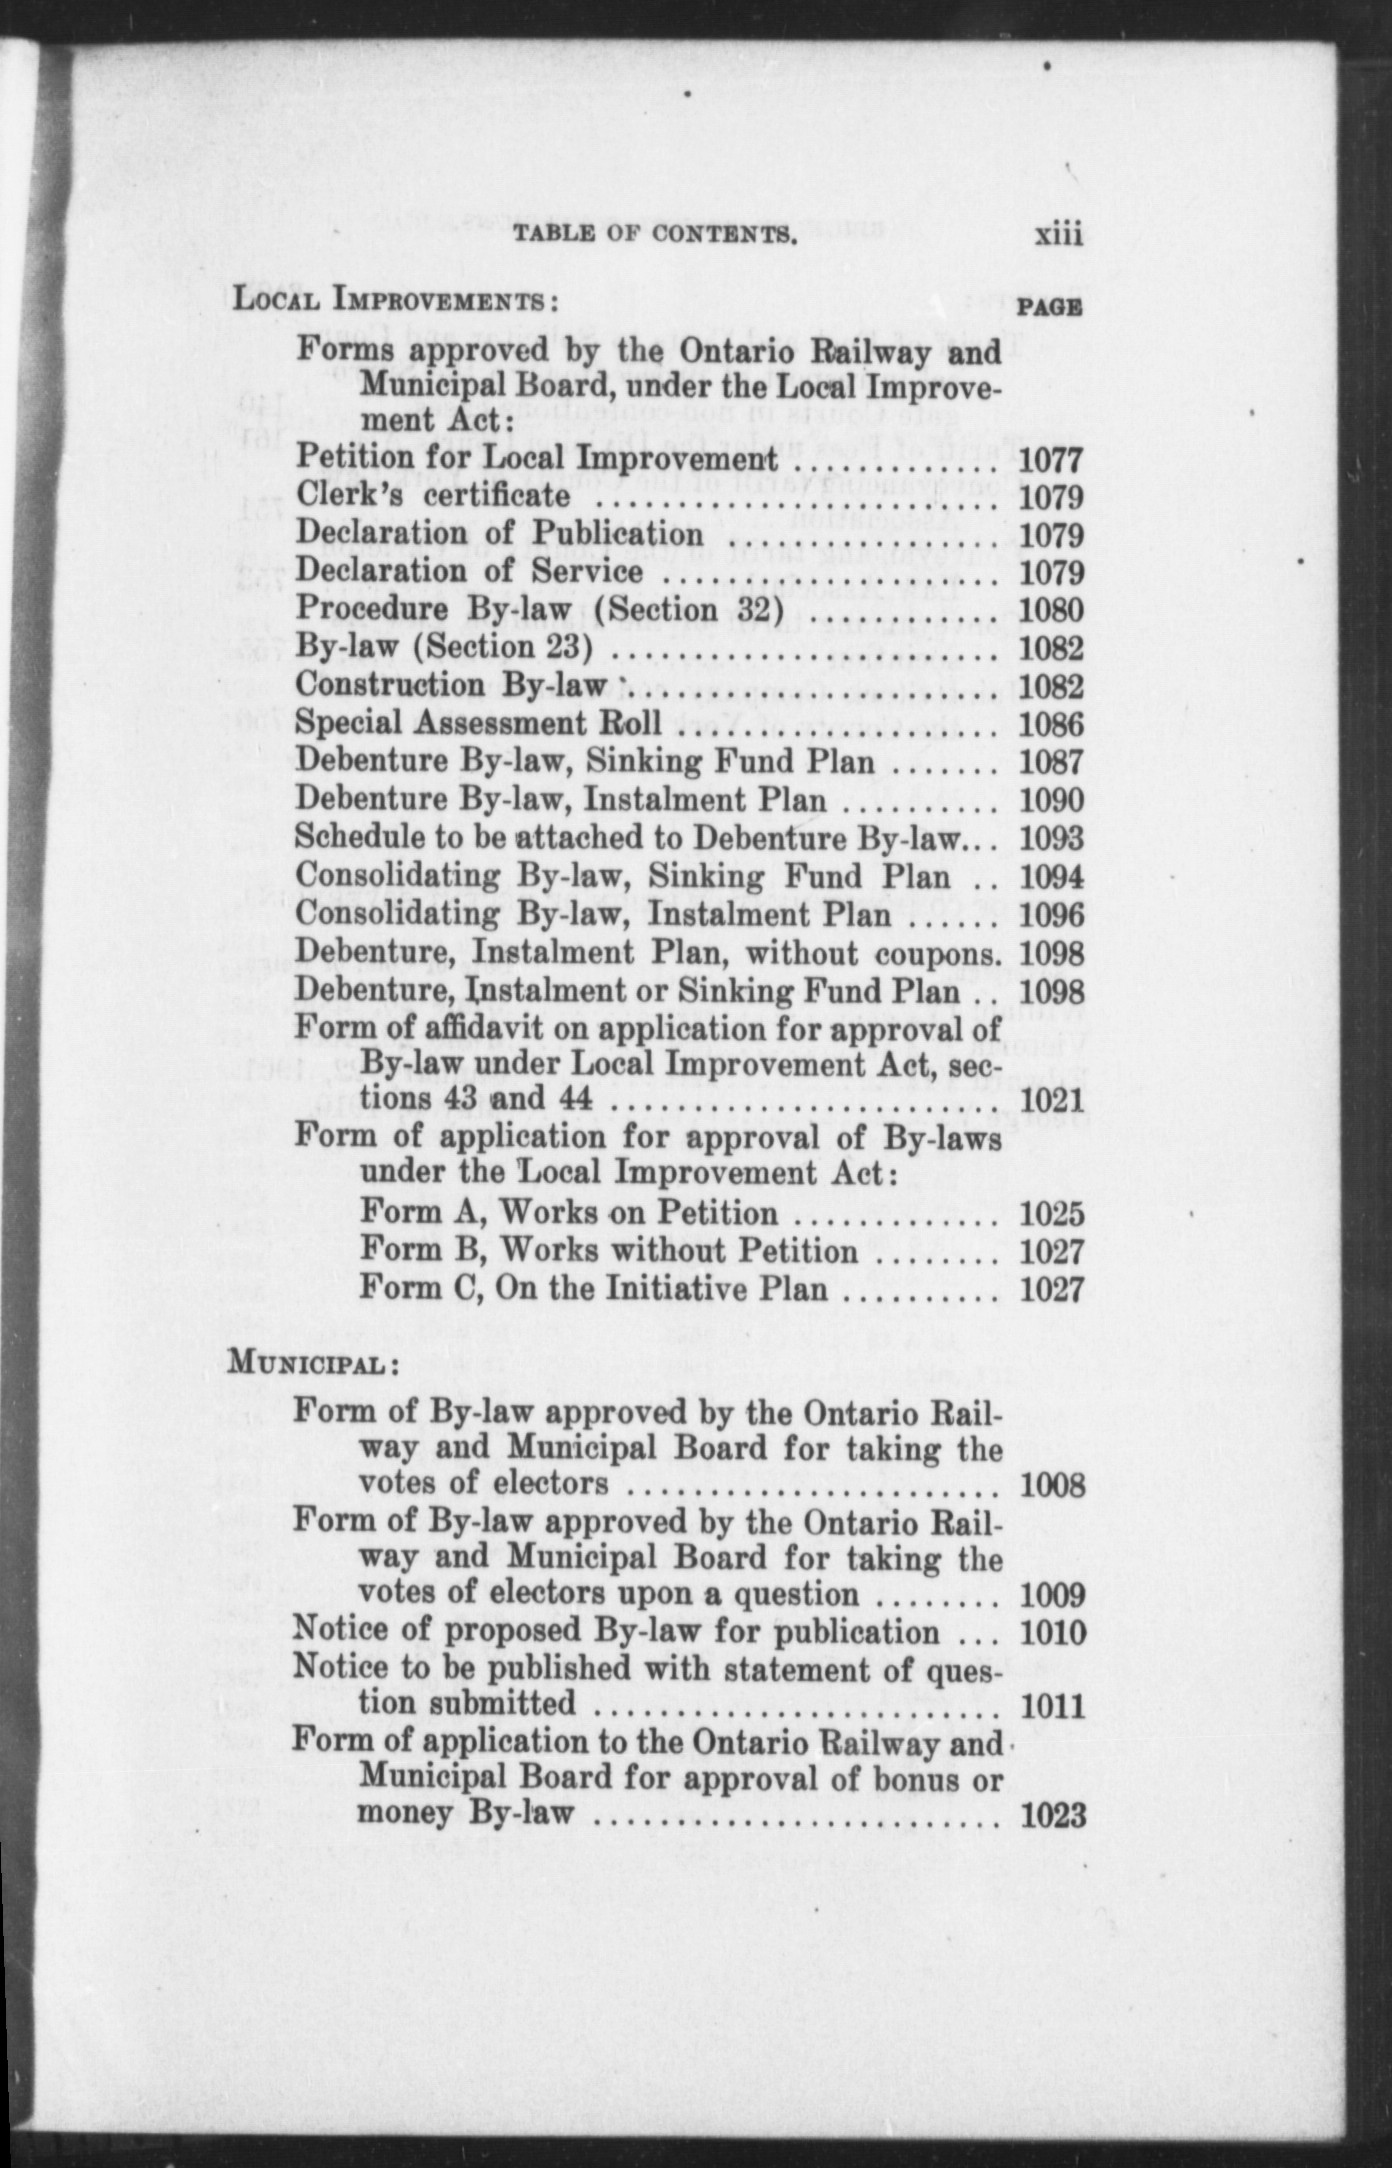 TABLE OF CONTENTS. xiii
LOCAL IMPROVEMENTS: PAGE
Forms approved by the Ontario Railway and
Municipal Board, under the Local Improve-
ment Act:
Petition for Local Improvement ............. 1077
Clerk's certificate ......................... 1079
Declaration of Publication ................. 1079
Declaration of Service ..................... 1079
Procedure By-law (Section 32) ............ 1080
By-law (Section 23) ........................ 1082
Construction By-law ....................... 1082
Special Assessment Roll .................... 1086
Debenture By-law, Sinking Fund Plan ....... 1087
Debenture By-law, Instalment Plan .......... 1090
Schedule to be attached to Debenture By-law... 1093
Consolidating By-law, Sinking Fund Plan .. 1094
Consolidating By-law, Instalment Plan ...... 1096
Debenture, Instalment Plan, without coupons. 1098
Debenture, Instalment or Sinking Fund Plan .. 1098
Form of affidavit on application for approval of
By-law under Local Improvement Act, sec-
tions 43 and 44 ........................ 1021
Form of application for approval of By-laws
under the Local Improvement Act:
Form A, Works on Petition ............. 1025
Form B, Works without Petition ........ 1027
Form C, On the Initiative Plan .......... 1027
MUNICIPAL:
Form of By-law approved by the Ontario Rail-
way and Municipal Board for taking the
votes of electors ....................... 1008
Form of By-law approved by the Ontario Rail-
way and Municipal Board for taking the
votes of electors upon a question ........ 1009
Notice of proposed By-law for publication ... 1010
Notice to be published with statement of ques-
tion submitted ......................... 1011
Form of application to the Ontario Railway and
Municipal Board for approval of bonus or
money By-law ......................... 1023